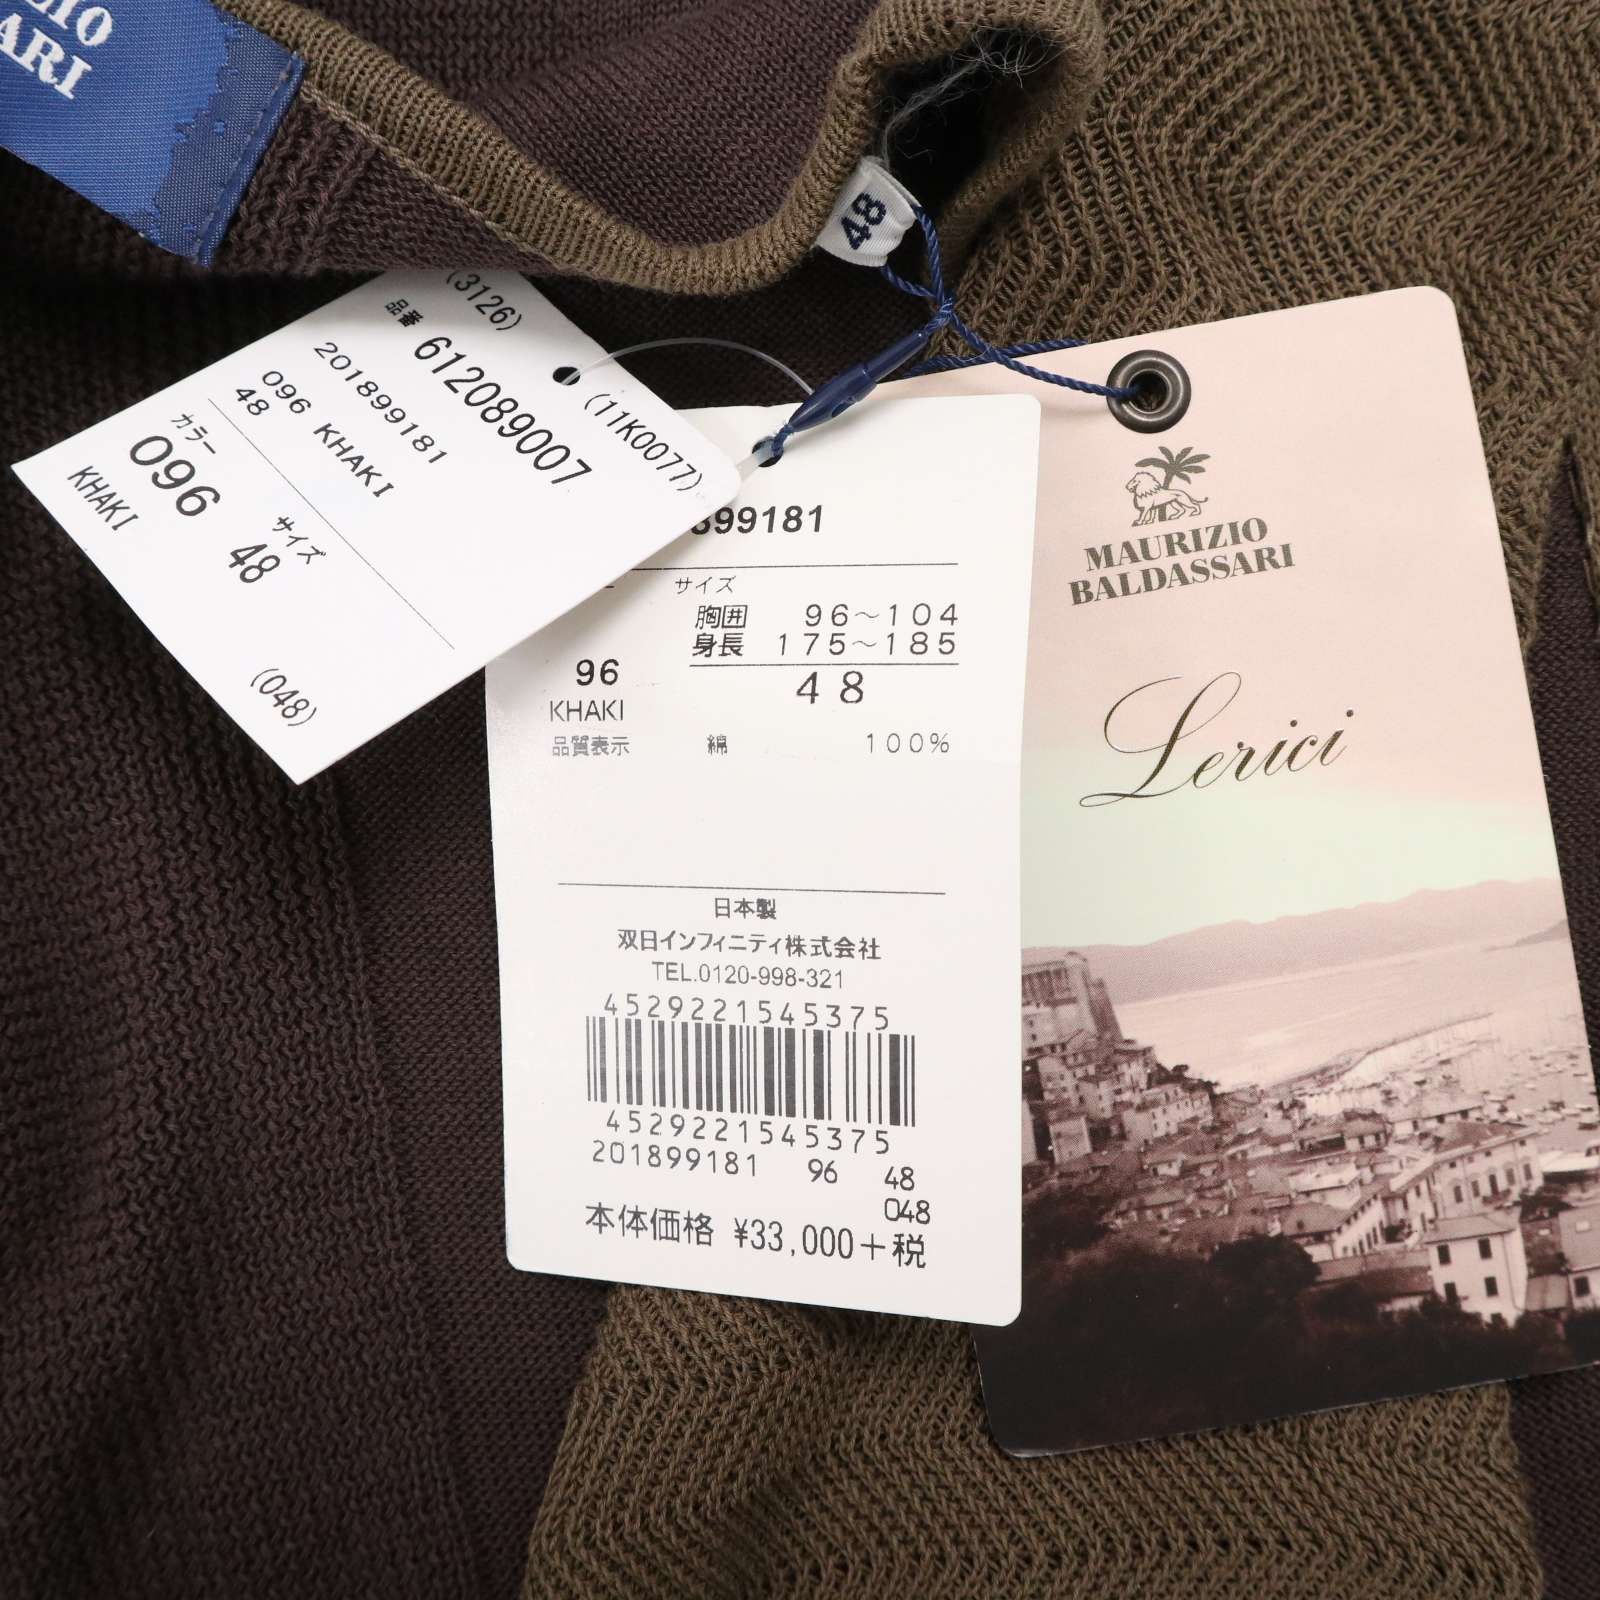 ZIO
ARI
48
(3126)
品番
612089007
(11K0077)
201899181
096 KHAKI
48
カラー
サイズ
096
48
KHAKI
(048)
899181
サイズ
胸囲 96~104
身長 175~185
96
48
KHAKI
品質表示 綿 100%
日本製
双日インフィニティ株式会社
TEL.0120-998-321
4529221545375
4529221545375
201899181 96 48
048
本体価格 ¥33,000+税
MAURIZIO
BALDASSARI
Lerici